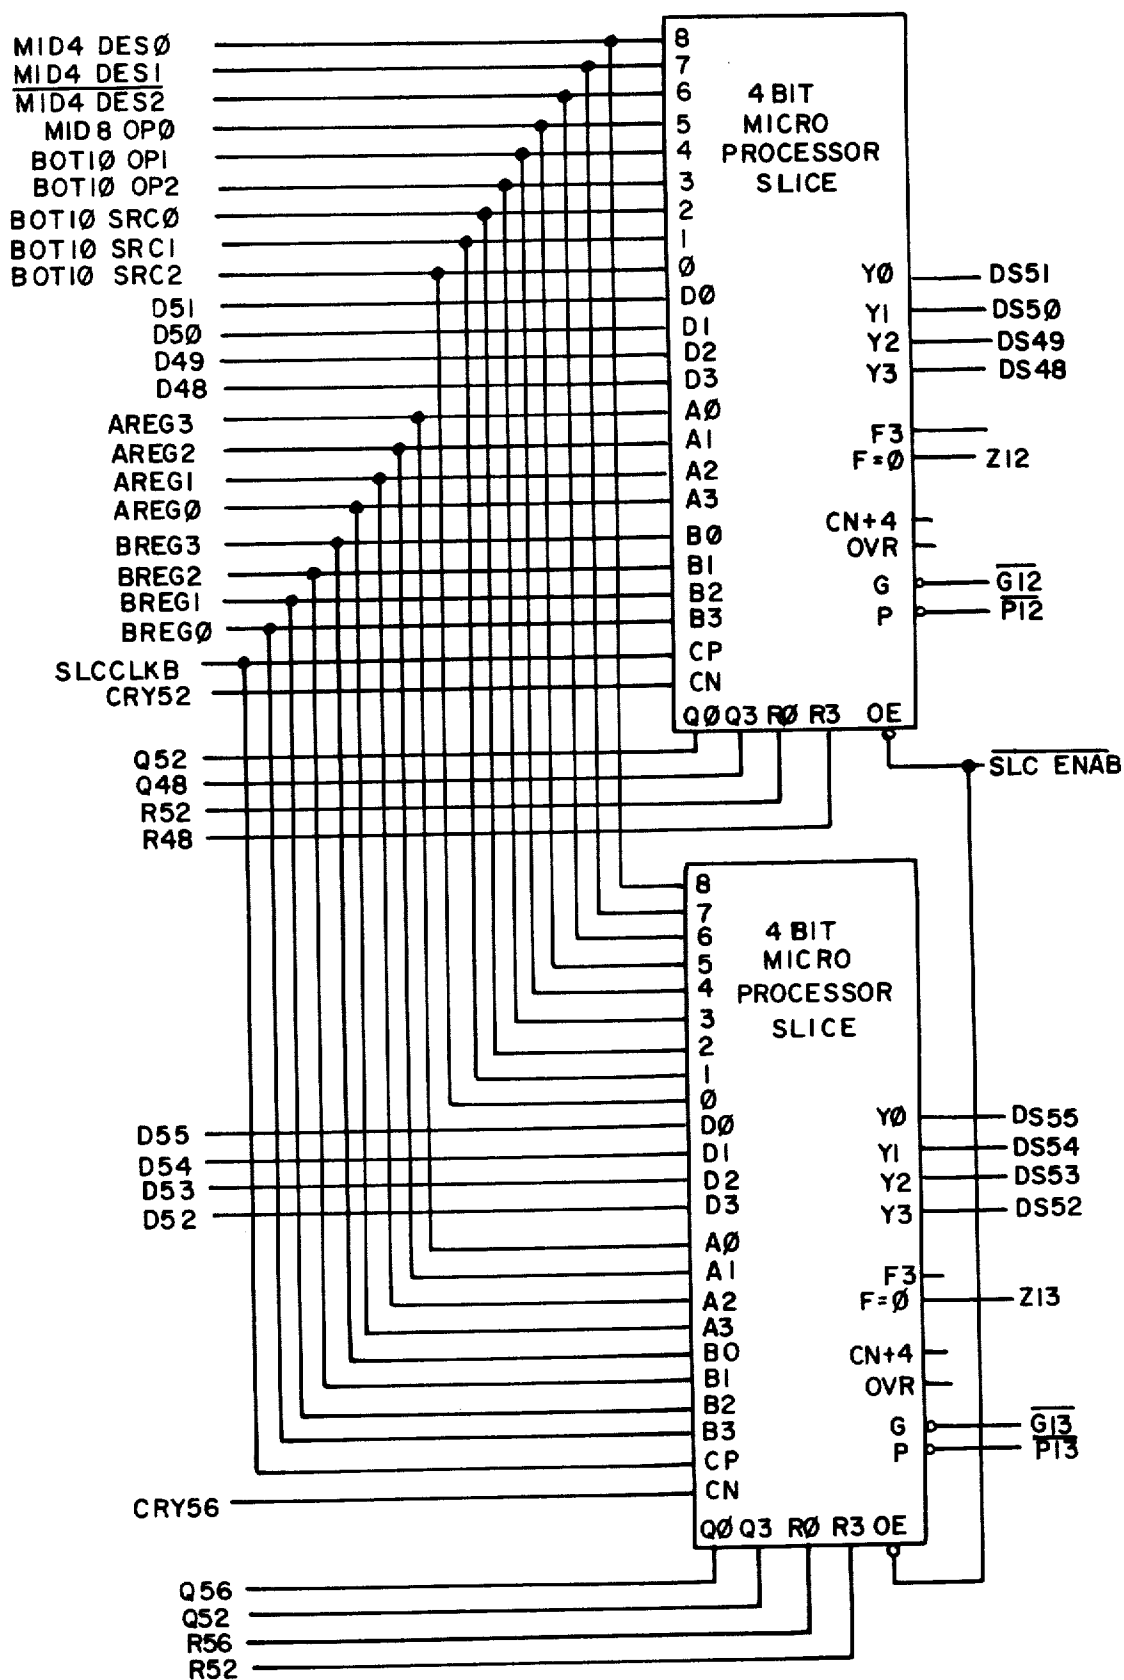 MID4 DESØ
MID4 DES1
MID4 DES2
MID8 OPØ
BOT1Ø OP1
BOT1Ø OP2
BOT1Ø SRCØ
BOT1Ø SRC1
BOT1Ø SRC2
D51
D5Ø
D49
D48
AREG3
AREG2
AREG1
AREGØ
BREG3
BREG2
BREG1
BREGØ
SLCCLKB
CRY52
Q52
Q48
R52
R48
8
7
6
5
4
3
2
1
Ø
DØ
D1
D2
D3
AØ
A1
A2
A3
BØ
B1
B2
B3
CP
CN
4 BIT
MICRO
PROCESSOR
SLICE
YØ
Y1
Y2
Y3
F3
F=Ø
CN+4
OVR
G
P
QØ Q3 RØ R3 OE
DS51
DS5Ø
DS49
DS48
Z12
G12
P12
SLC ENAB
D55
D54
D53
D52
CRY56
Q56
Q52
R56
R52
8
7
6
5
4
3
2
1
Ø
DØ
D1
D2
D3
AØ
A1
A2
A3
BO
B1
B2
B3
CP
CN
4 BIT
MICRO
PROCESSOR
SLICE
YØ
Y1
Y2
Y3
F3
F=Ø
CN+4
OVR
G
P
QØ Q3 RØ R3 OE
DS55
DS54
DS53
DS52
Z13
G13
P13